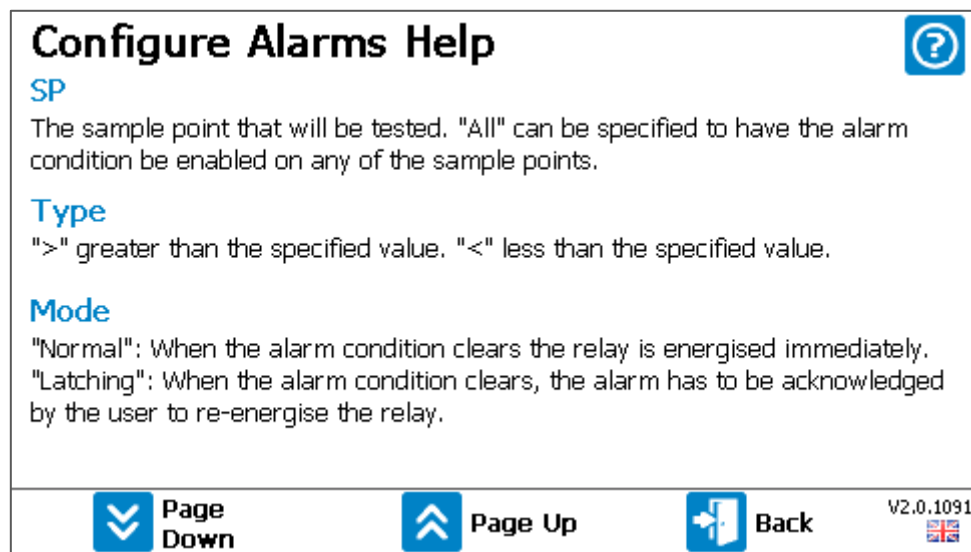 Configure Alarms Help
?
SP
The sample point that will be tested. "All" can be specified to have the alarm
condition be enabled on any of the sample points.
Type
">" greater than the specified value. "<" less than the specified value.
Mode
"Normal": When the alarm condition clears the relay is energised immediately.
"Latching": When the alarm condition clears, the alarm has to be acknowledged
by the user to re-energise the relay.
Page
Down
Page Up
Back
V2.0.1091